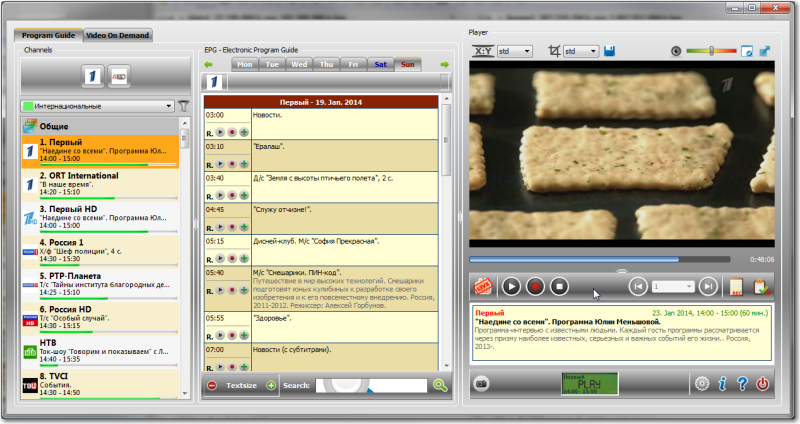 Program Guide
Video On Demand
Channels
Интернациональные
Общие
1. Первый
"Наедине со всеми". Программа Юл...
14:00 - 15:00
2. ORT International
"В наше время".
14:20 - 15:10
3. Первый HD
"Наедине со всеми". Программа Юл...
14:00 - 15:00
4. Россия 1
Х/ф "Шеф полиции", 4 с.
14:30 - 15:30
5. РТР-Планета
Т/с "Тайны института благородных де...
14:25 - 15:10
6. Россия HD
Т/с "Особый случай".
14:30 - 15:15
НТВ
Ток-шоу "Говорим и показываем" с Л...
14:40 - 15:35
8. TVCI
События.
14:30 - 14:50
EPG - Electronic Program Guide
Mon
Tue
Wed
Thu
Fri
Sat
Sun
Первый - 19. Jan. 2014
03:00
Новости.
R.
03:10
"Ералаш".
R.
03:40
Д/с "Земля с высоты птичьего полета", 2 с.
R.
04:45
"Служу отчизне!".
R.
05:15
Дисней-клуб. М/с "София Прекрасная".
R.
05:40
М/с "Смешарики. ПИН-код".
Путешествие в мир высоких технологий. Смешарики
подготовят юных кулибиных к разработке своего
изобретения и к его повсеместному внедрению. Россия,
2011-2012. Режиссер: Алексей Горбунов.
R.
05:55
"Здоровье".
R.
07:00
Новости (с субтитрами).
R.
Textsize
Search:
Player
X:Y
std
std
0:48:06
LIVE
1
REC
Первый
23. Jan 2014, 14:00 - 15:00 (60 мин.)
"Наедине со всеми". Программа Юлии Меньшовой.
Программа-интервью с известными людьми. Каждый гость программы рассматривается
через призму наиболее известных, серьезных и важных событий его жизни.. Россия,
2013-.
Первый
PLAY